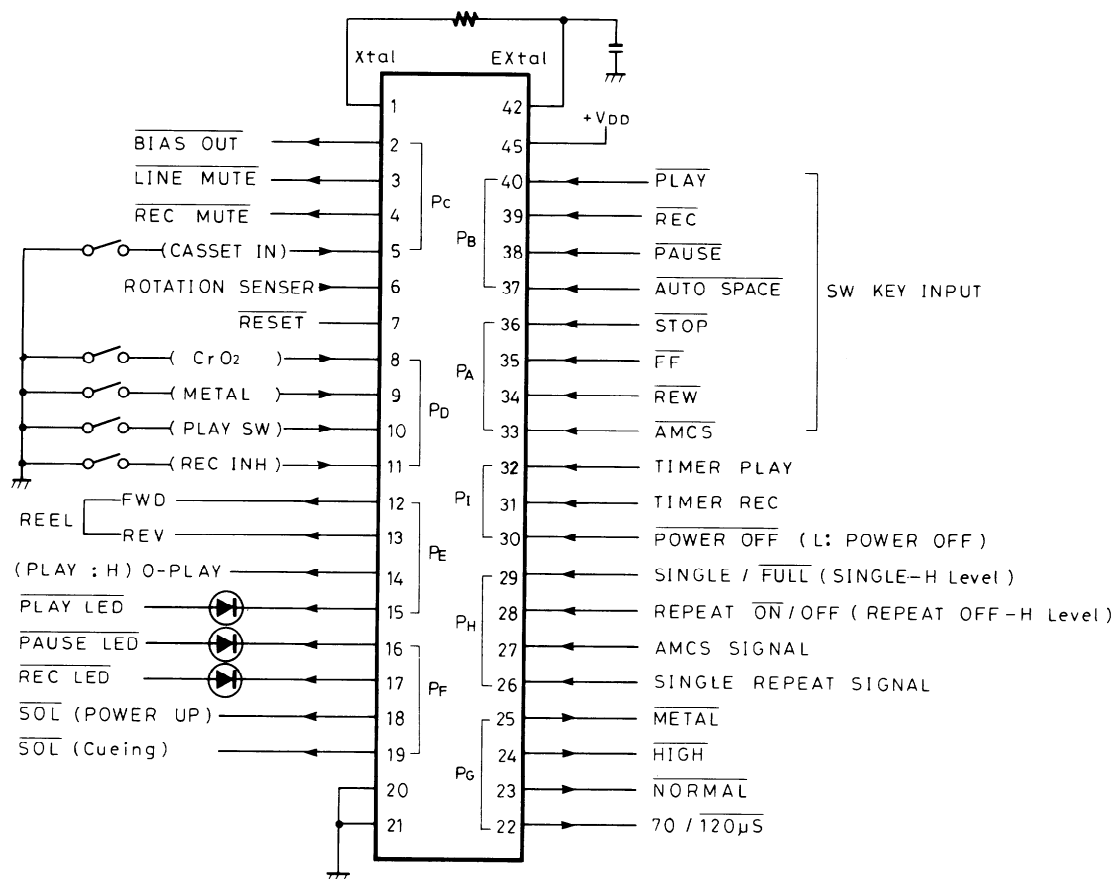 Xtal EXtal
1 42
+VDD
BIAS OUT 2 45
LINE MUTE 3 40 PLAY
REC MUTE 4 PC 39 REC
(CASSET IN) 5 PB 38 PAUSE
ROTATION SENSER 6 37 AUTO SPACE
SW KEY INPUT
RESET 7 36 STOP
( CrO2 ) 8 PA 35 FF
( METAL ) 9 PD 34 REW
( PLAY SW ) 10 33 AMCS
( REC INH ) 11 32 TIMER PLAY
REEL FWD 12 PI 31 TIMER REC
REV 13 PE 30 POWER OFF (L: POWER OFF)
(PLAY : H) O-PLAY 14 29 SINGLE / FULL (SINGLE-H Level)
PLAY LED 15 PH 28 REPEAT ON/OFF (REPEAT OFF-H Level)
PAUSE LED 16 27 AMCS SIGNAL
REC LED 17 PF 26 SINGLE REPEAT SIGNAL
SOL (POWER UP) 18 25 METAL
SOL (Cueing) 19 PG 24 HIGH
20 23 NORMAL
21 22 70 / 120µS